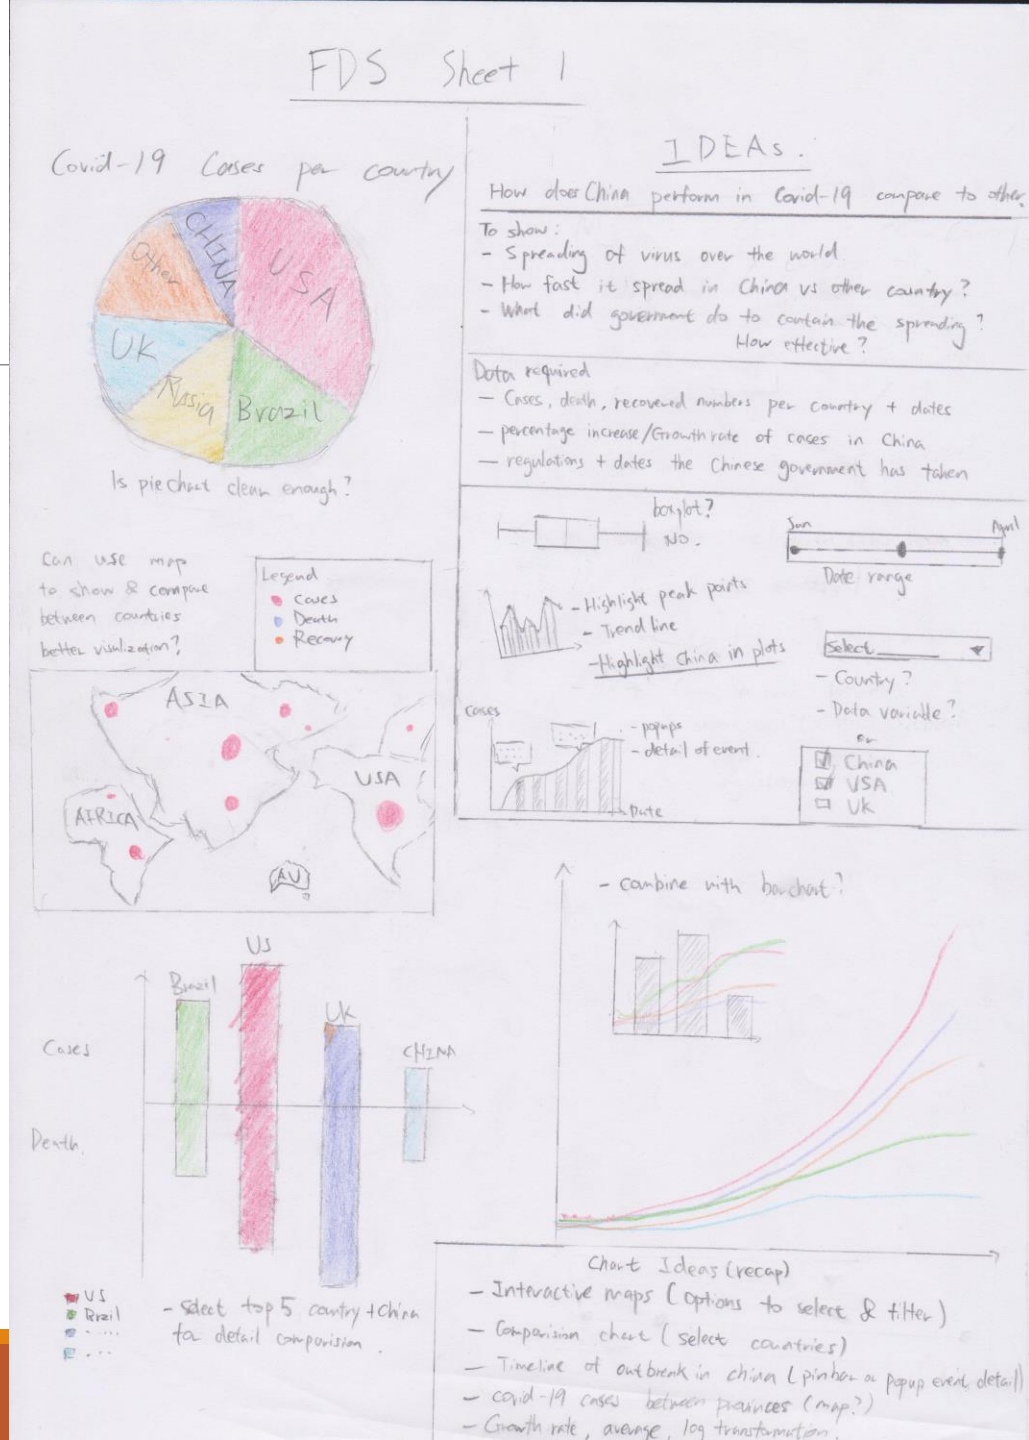 FDS Sheet 1
Covid-19 Cases per country
CHINA
USA
Other
UK
Russia
Brazil
Is piechart clear enough?
Can use map
to show & compare
between countries
better visulization?
Legend
Cases
Death
Recovry
ASIA
USA
AFRICA
AU
US
Brazil
UK
CHINA
Cases
Death.
US
Brazil
- Select top 5 country + China
for detail comparision.
IDEAs.
How does China perform in Covid-19 compare to other.
To show:
- Spreading of virus over the world
- How fast it spread in China vs other country?
- What did goverment do to contain the spreading?
How effective?
Data required
- Cases, death, recovered numbers per country + dates
- percentage increase/Growth rate of cases in China
- regulations + dates the Chinese government has taken
boxplot?
NO.
Jan
April
Date range
- Highlight peak points
- Trend line
- Highlight China in plots
Select
- Country?
- Data variable?
or
China
USA
UK
Cases
- popups
- detail of event.
Date
- combine with barchart?
Chart Ideas (recap)
- Interactive maps (options to select & filter)
- Comparision chart (select countries)
- Timeline of outbreak in china (pinbar or popup event detail)
- covid-19 cases between provinces (map?)
- Growth rate, average, log transformation.